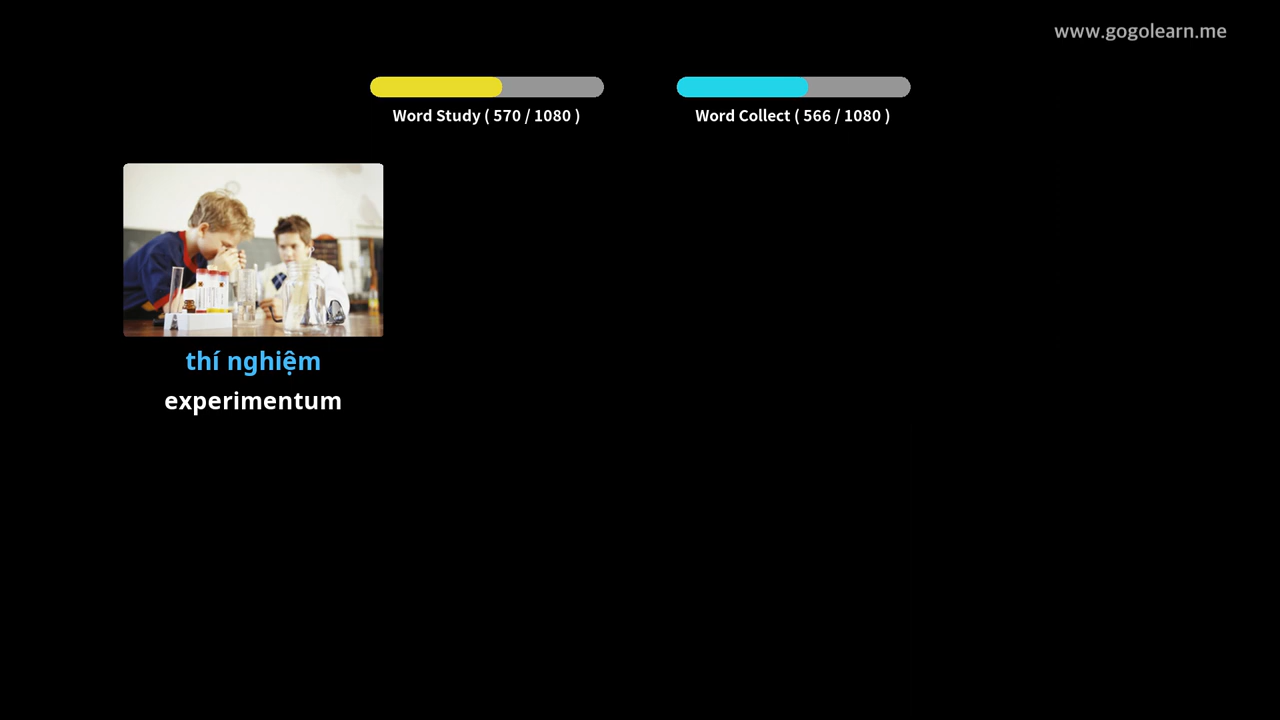 www.gogolearn.me
Word Study ( 570 / 1080 )
Word Collect ( 566 / 1080 )
thí nghiệm
experimentum